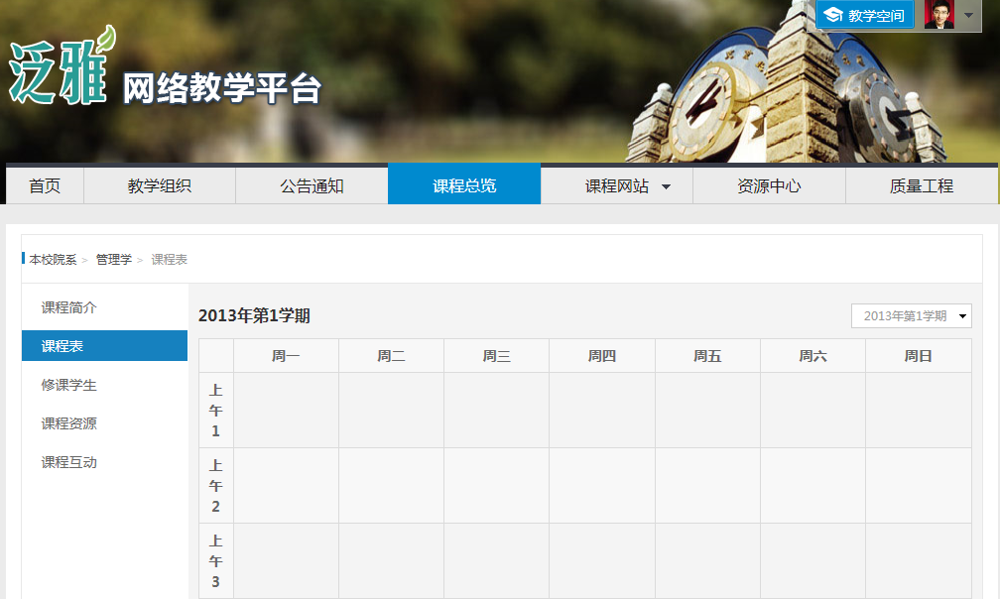 教学空间
泛雅 网络教学平台
首页 教学组织 公告通知 课程总览 课程网站 资源中心 质量工程
本校院系 > 管理学 > 课程表
课程简介
课程表
修课学生
课程资源
课程互动
2013年第1学期
2013年第1学期
周一 周二 周三 周四 周五 周六 周日
上
午
1
上
午
2
上
午
3